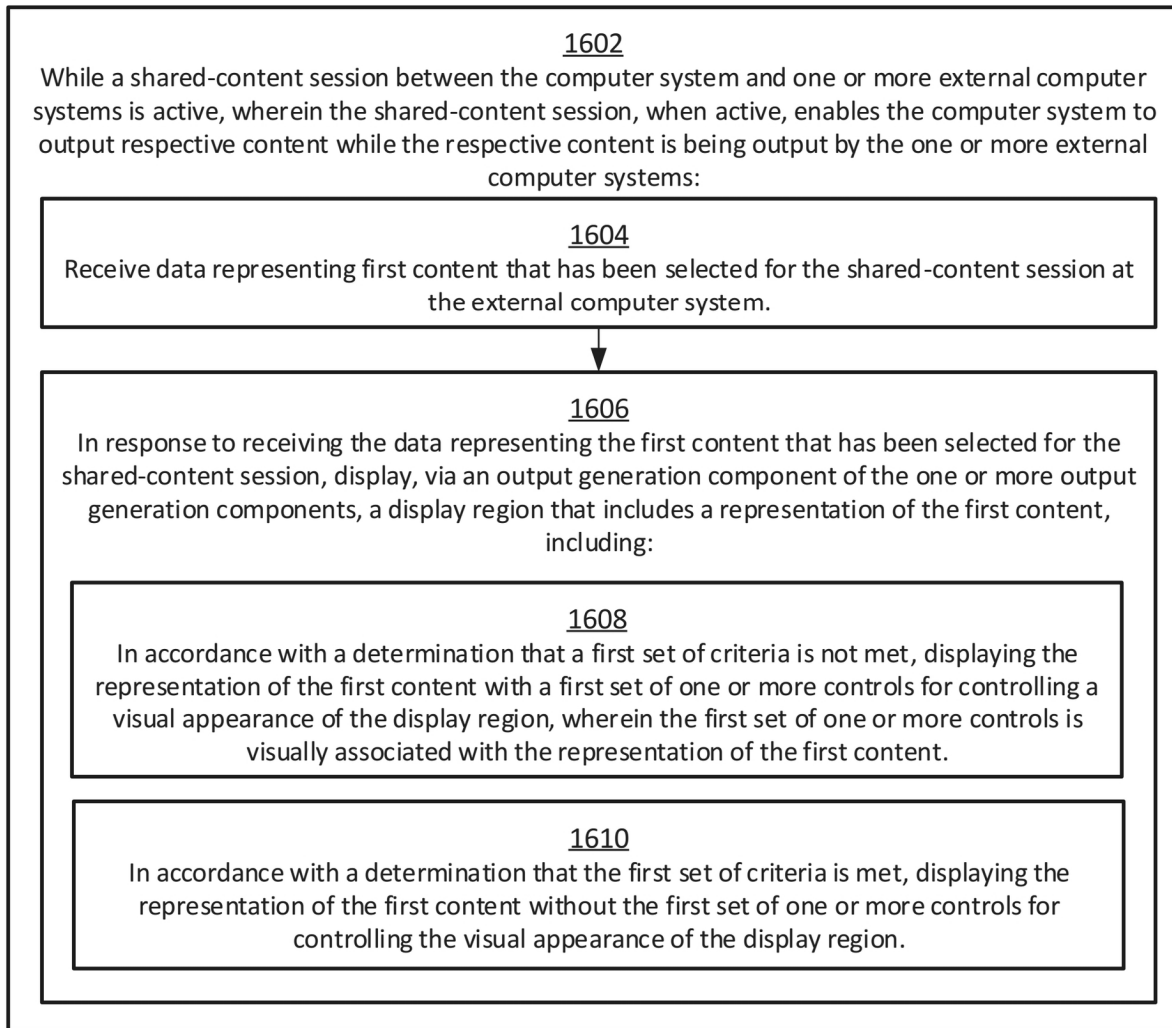 1602
While a shared-content session between the computer system and one or more external computer
systems is active, wherein the shared-content session, when active, enables the computer system to
output respective content while the respective content is being output by the one or more external
computer systems:
1604
Receive data representing first content that has been selected for the shared-content session at
the external computer system.
1606
In response to receiving the data representing the first content that has been selected for the
shared-content session, display, via an output generation component of the one or more output
generation components, a display region that includes a representation of the first content,
including:
1608
In accordance with a determination that a first set of criteria is not met, displaying the
representation of the first content with a first set of one or more controls for controlling a
visual appearance of the display region, wherein the first set of one or more controls is
visually associated with the representation of the first content.
1610
In accordance with a determination that the first set of criteria is met, displaying the
representation of the first content without the first set of one or more controls for
controlling the visual appearance of the display region.